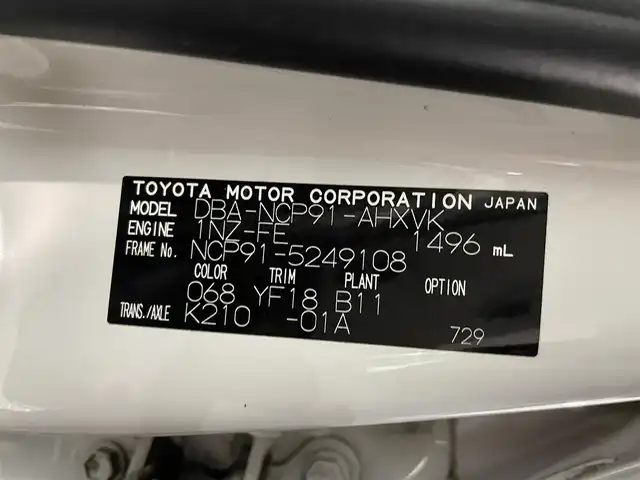 TOYOTA MOTOR CORPORATION JAPAN
MODEL DBA-NCP91-AHXVK
ENGINE 1NZ-FE 1496 mL
FRAME No. NCP91-5249108
COLOR TRIM PLANT OPTION
068 YF18 B11
TRANS./AXLE K210 -01A
729